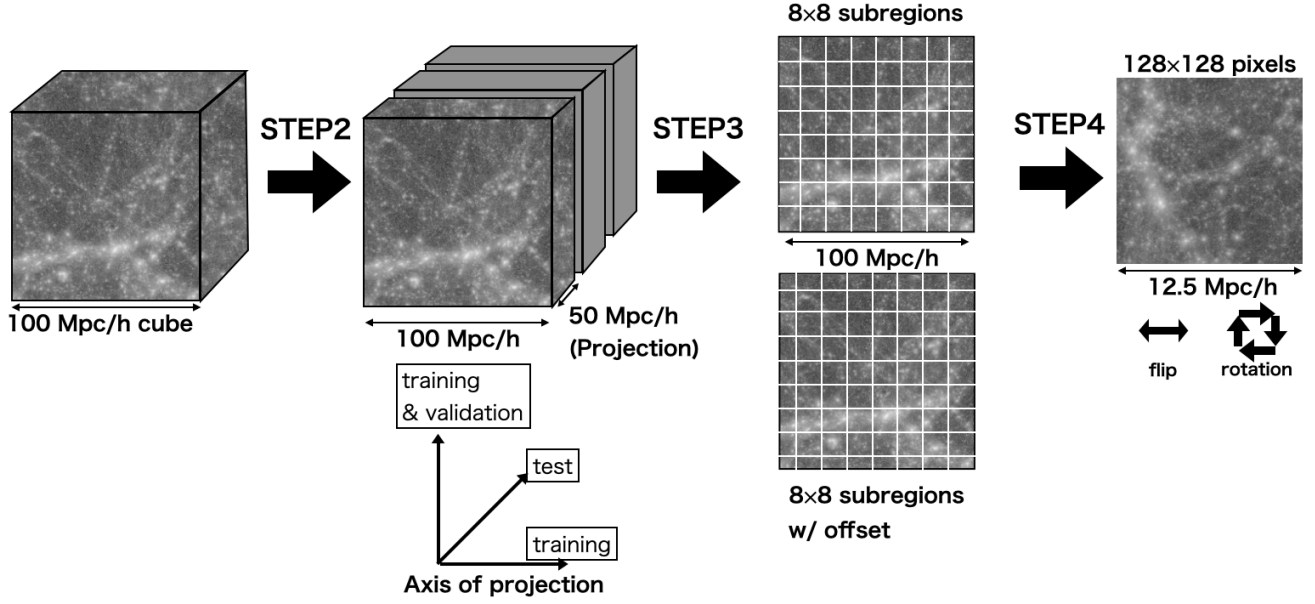 100 Mpc/h cube
STEP2
100 Mpc/h
50 Mpc/h
(Projection)
training
& validation
test
training
Axis of projection
STEP3
8×8 subregions
100 Mpc/h
8×8 subregions
w/ offset
STEP4
128×128 pixels
12.5 Mpc/h
flip
rotation